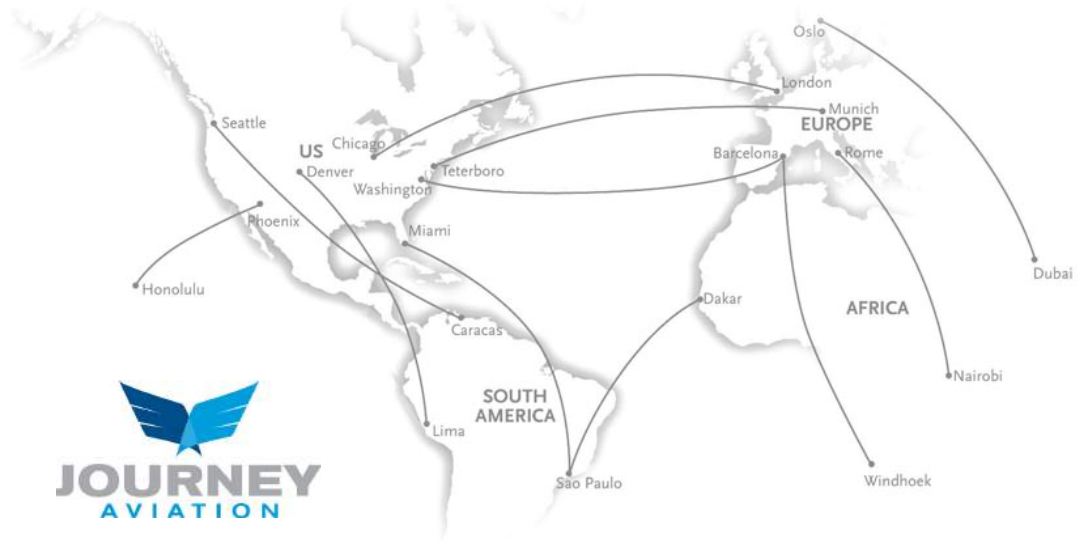 Oslo
London
Munich
EUROPE
Seattle
Chicago
US
Denver
Teterboro
Washington
Barcelona
Rome
Phoenix
Miami
Honolulu
Dubai
Dakar
AFRICA
Caracas
Nairobi
SOUTH
AMERICA
Lima
Sao Paulo
Windhoek
JOURNEY
AVIATION